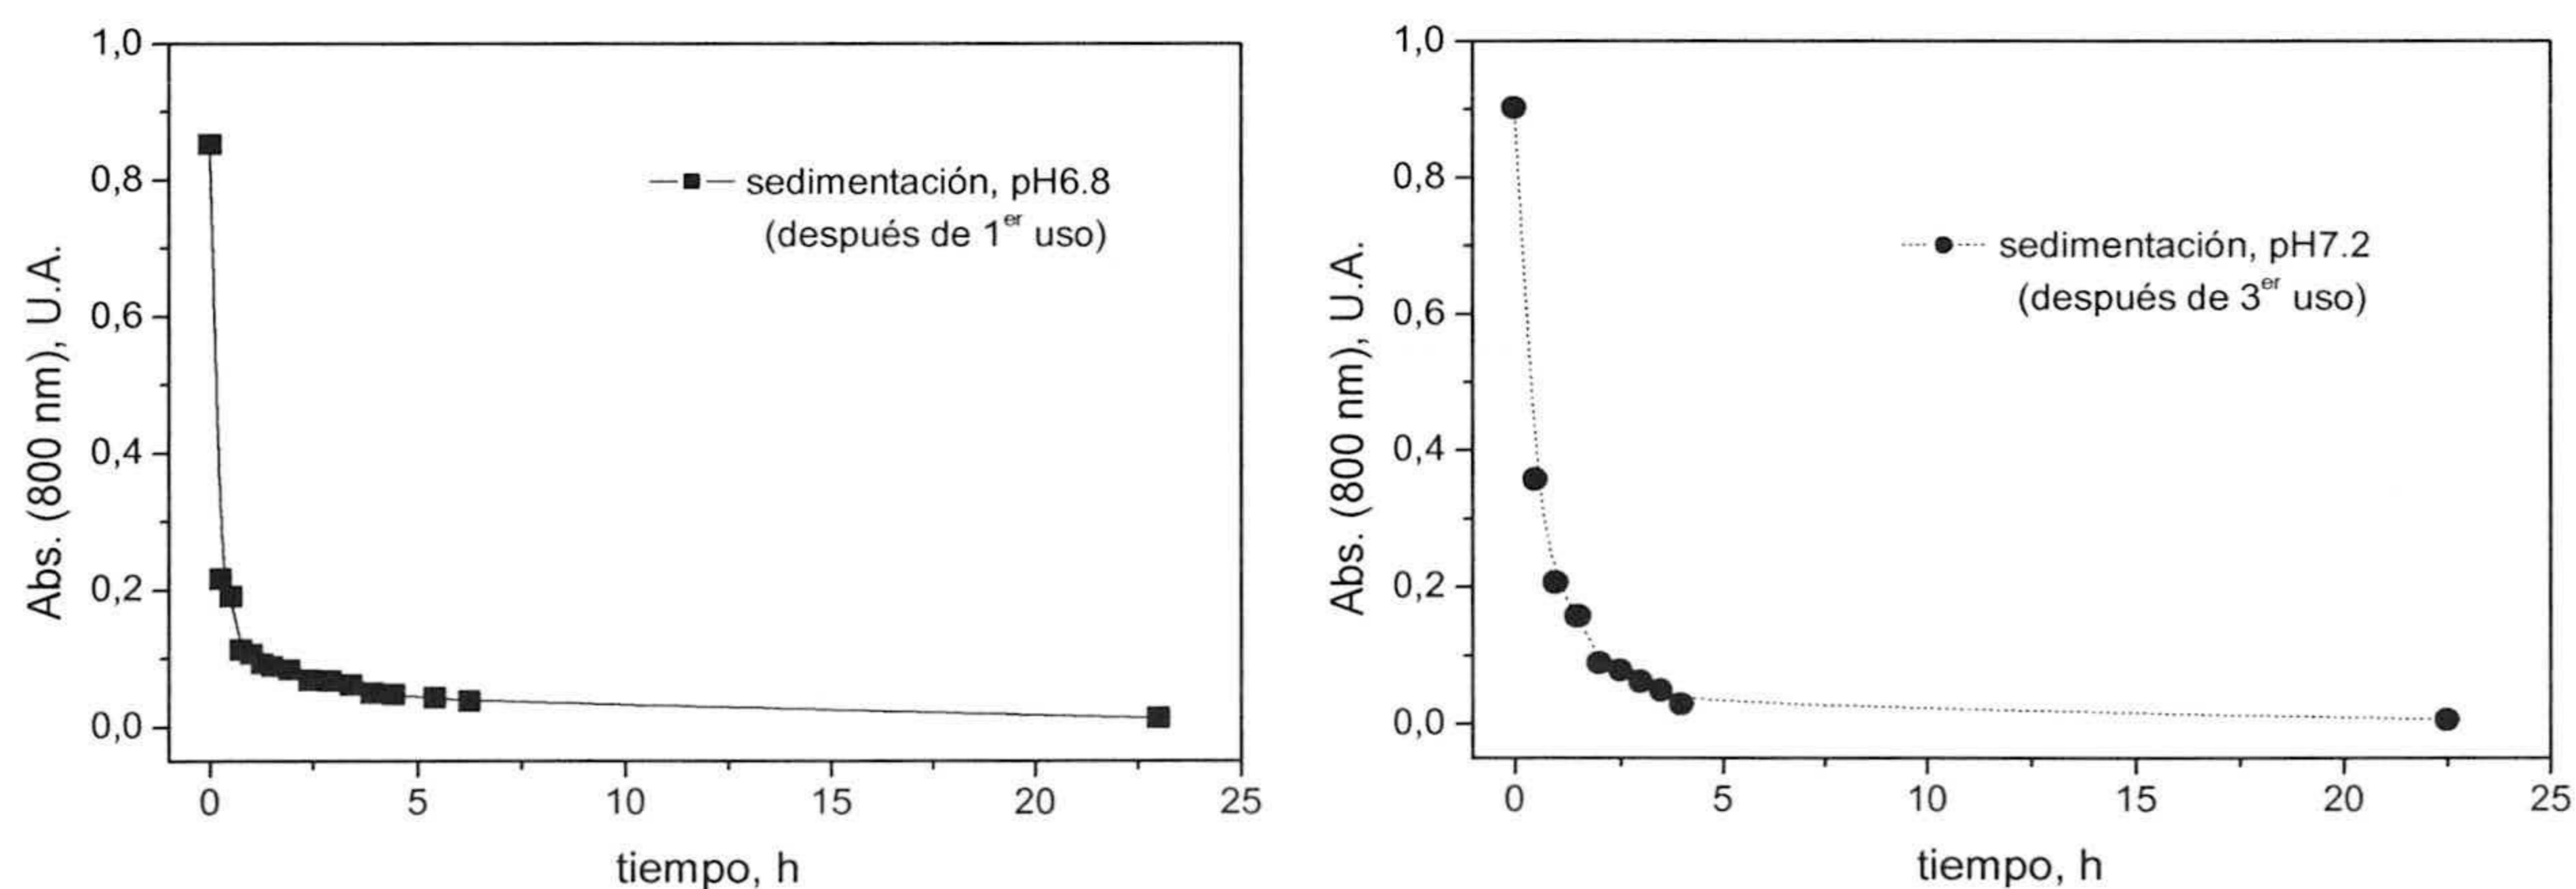 1,0
0,8
0,6
0,4
0,2
0,0
Abs. (800 nm), U.A.
sedimentación, pH6.8
(después de 1er uso)
0 5 10 15 20 25
tiempo, h
1,0
0,8
0,6
0,4
0,2
0,0
Abs. (800 nm), U.A.
sedimentación, pH7.2
(después de 3er uso)
0 5 10 15 20 25
tiempo, h